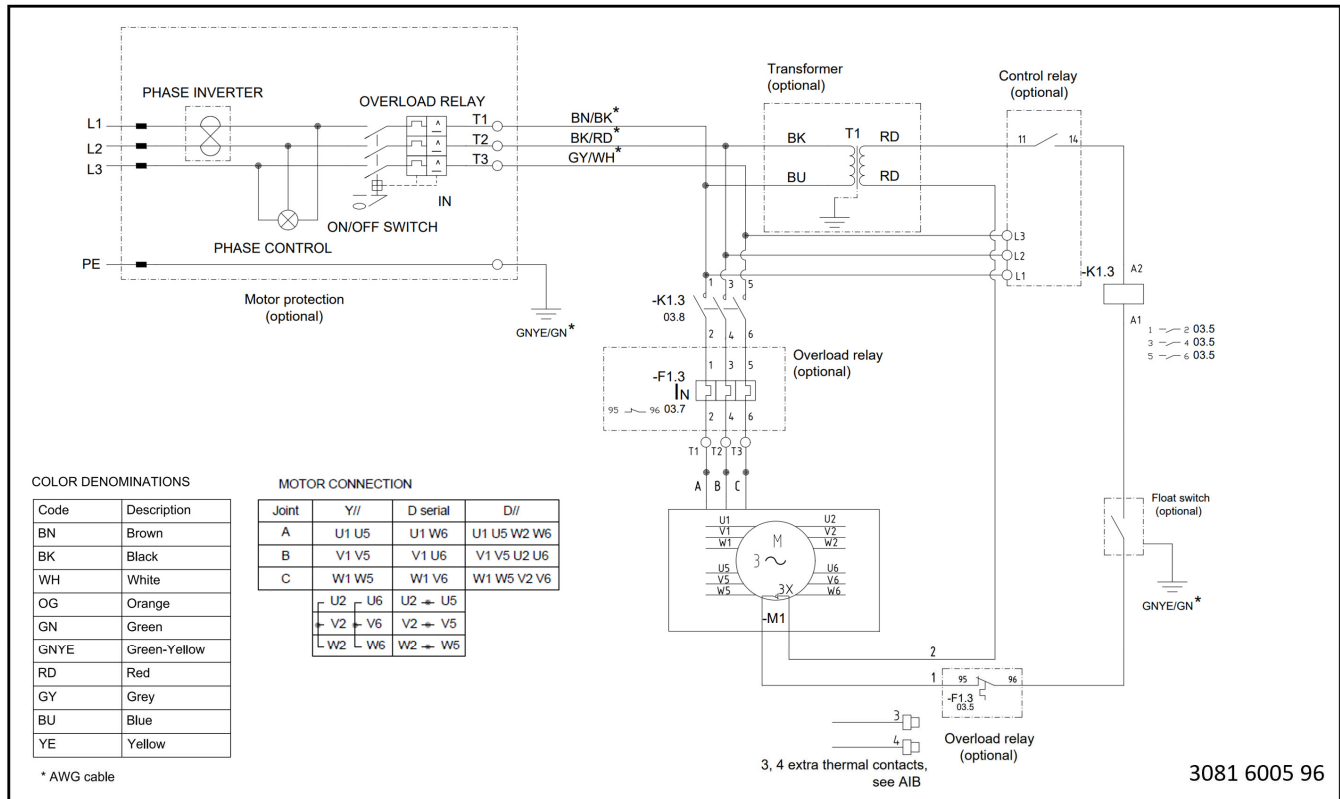 PHASE INVERTER
OVERLOAD RELAY
L1
L2
L3
T1
T2
T3
BN/BK*
BK/RD*
GY/WH*
IN
ON/OFF SWITCH
PHASE CONTROL
PE
Motor protection
(optional)
GNYE/GN*
Transformer
(optional)
BK
T1
RD
BU
RD
Control relay
(optional)
11
14
L3
L2
L1
-K1.3
A2
A1
1 2 03.5
3 4 03.5
5 6 03.5
-K1.3
03.8
1 3 5
2 4 6
Overload relay
(optional)
1 3 5
-F1.3
IN
95 96 03.7
2 4 6
T1 T2 T3
A B C
U1
V1
W1
U5
V5
W5
M
3 ~
3X
U2
V2
W2
U6
V6
W6
-M1
Float switch
(optional)
GNYE/GN*
2
1
95 96
-F1.3
03.5
Overload relay
(optional)
3
4
3, 4 extra thermal contacts,
see AIB
COLOR DENOMINATIONS
Code Description
BN Brown
BK Black
WH White
OG Orange
GN Green
GNYE Green-Yellow
RD Red
GY Grey
BU Blue
YE Yellow
* AWG cable
MOTOR CONNECTION
Joint Y// D serial D//
A U1 U5 U1 W6 U1 U5 W2 W6
B V1 V5 V1 U6 V1 V5 U2 U6
C W1 W5 W1 V6 W1 W5 V2 V6
U2 U6 U2 U5
V2 V6 V2 V5
W2 W6 W2 W5
3081 6005 96